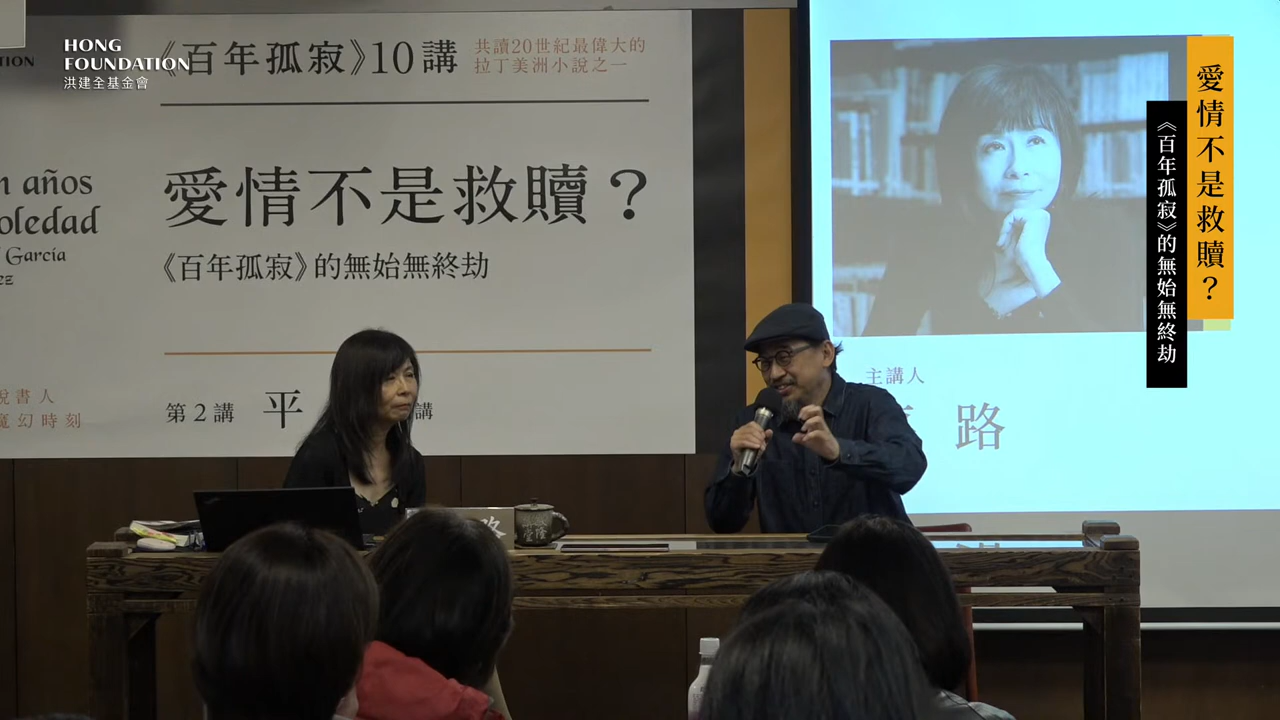 HONG
FOUNDATION
洪建全基金會
TION
《百年孤寂》10講
共讀20世紀最偉大的
拉丁美洲小說之一
años
oledad
García
ez
愛情不是救贖？
《百年孤寂》的無始無終劫
說書人
魔幻時刻
第2講
平
講
主講人
路
愛情不是救贖？
《百年孤寂》的無始無終劫
路